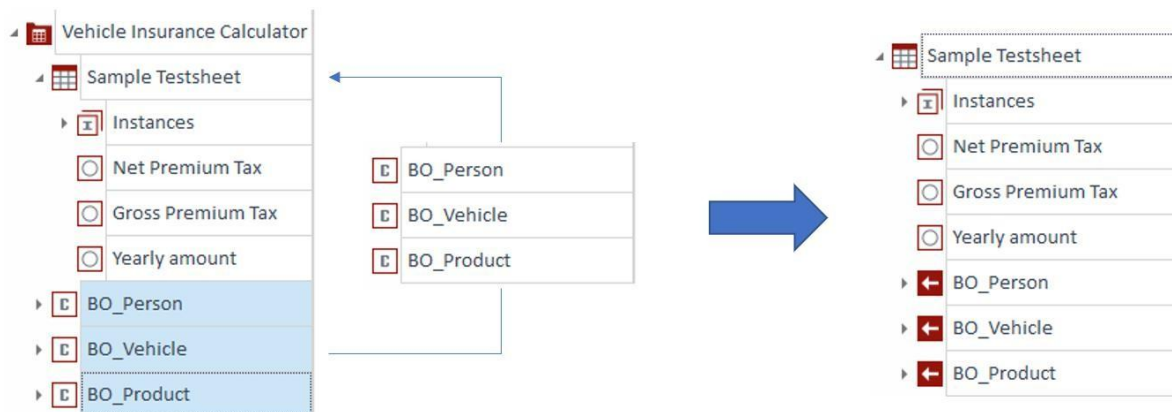 Vehicle Insurance Calculator
Sample Testsheet
Instances
Net Premium Tax
Gross Premium Tax
Yearly amount
BO_Person
BO_Vehicle
BO_Product
C BO_Person
C BO_Vehicle
C BO_Product
Sample Testsheet
Instances
Net Premium Tax
Gross Premium Tax
Yearly amount
BO_Person
BO_Vehicle
BO_Product